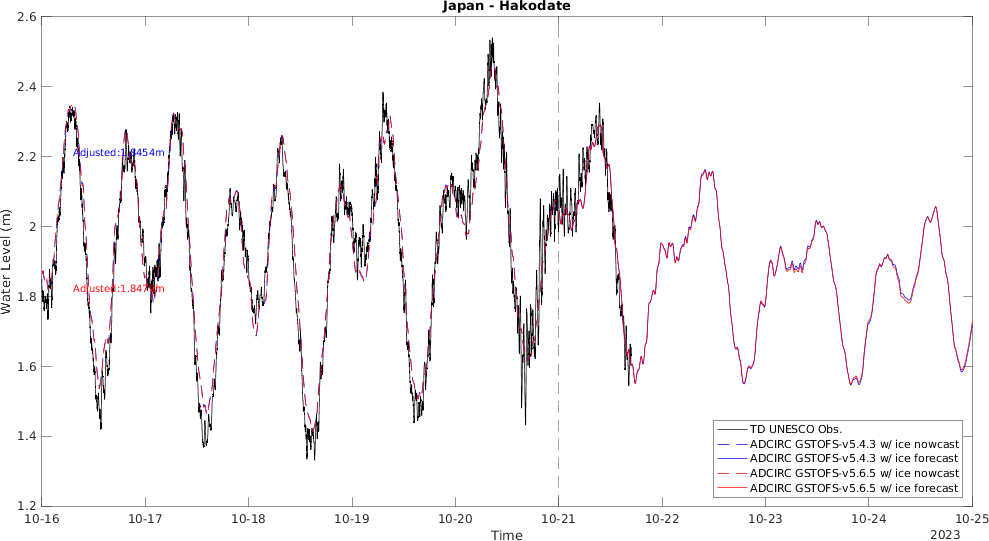 Japan - Hakodate
2.6
2.4
2.2
2
1.8
1.6
1.4
1.2
Water Level (m)
Adjusted:1.8454m
TD UNESCO Obs.
ADCIRC GSTOFS-v5.4.3 w/ ice nowcast
ADCIRC GSTOFS-v5.4.3 w/ ice forecast
ADCIRC GSTOFS-v5.6.5 w/ ice nowcast
ADCIRC GSTOFS-v5.6.5 w/ ice forecast
10-16 10-17 10-18 10-19 10-20 10-21 10-22 10-23 10-24 10-25
Time
2023